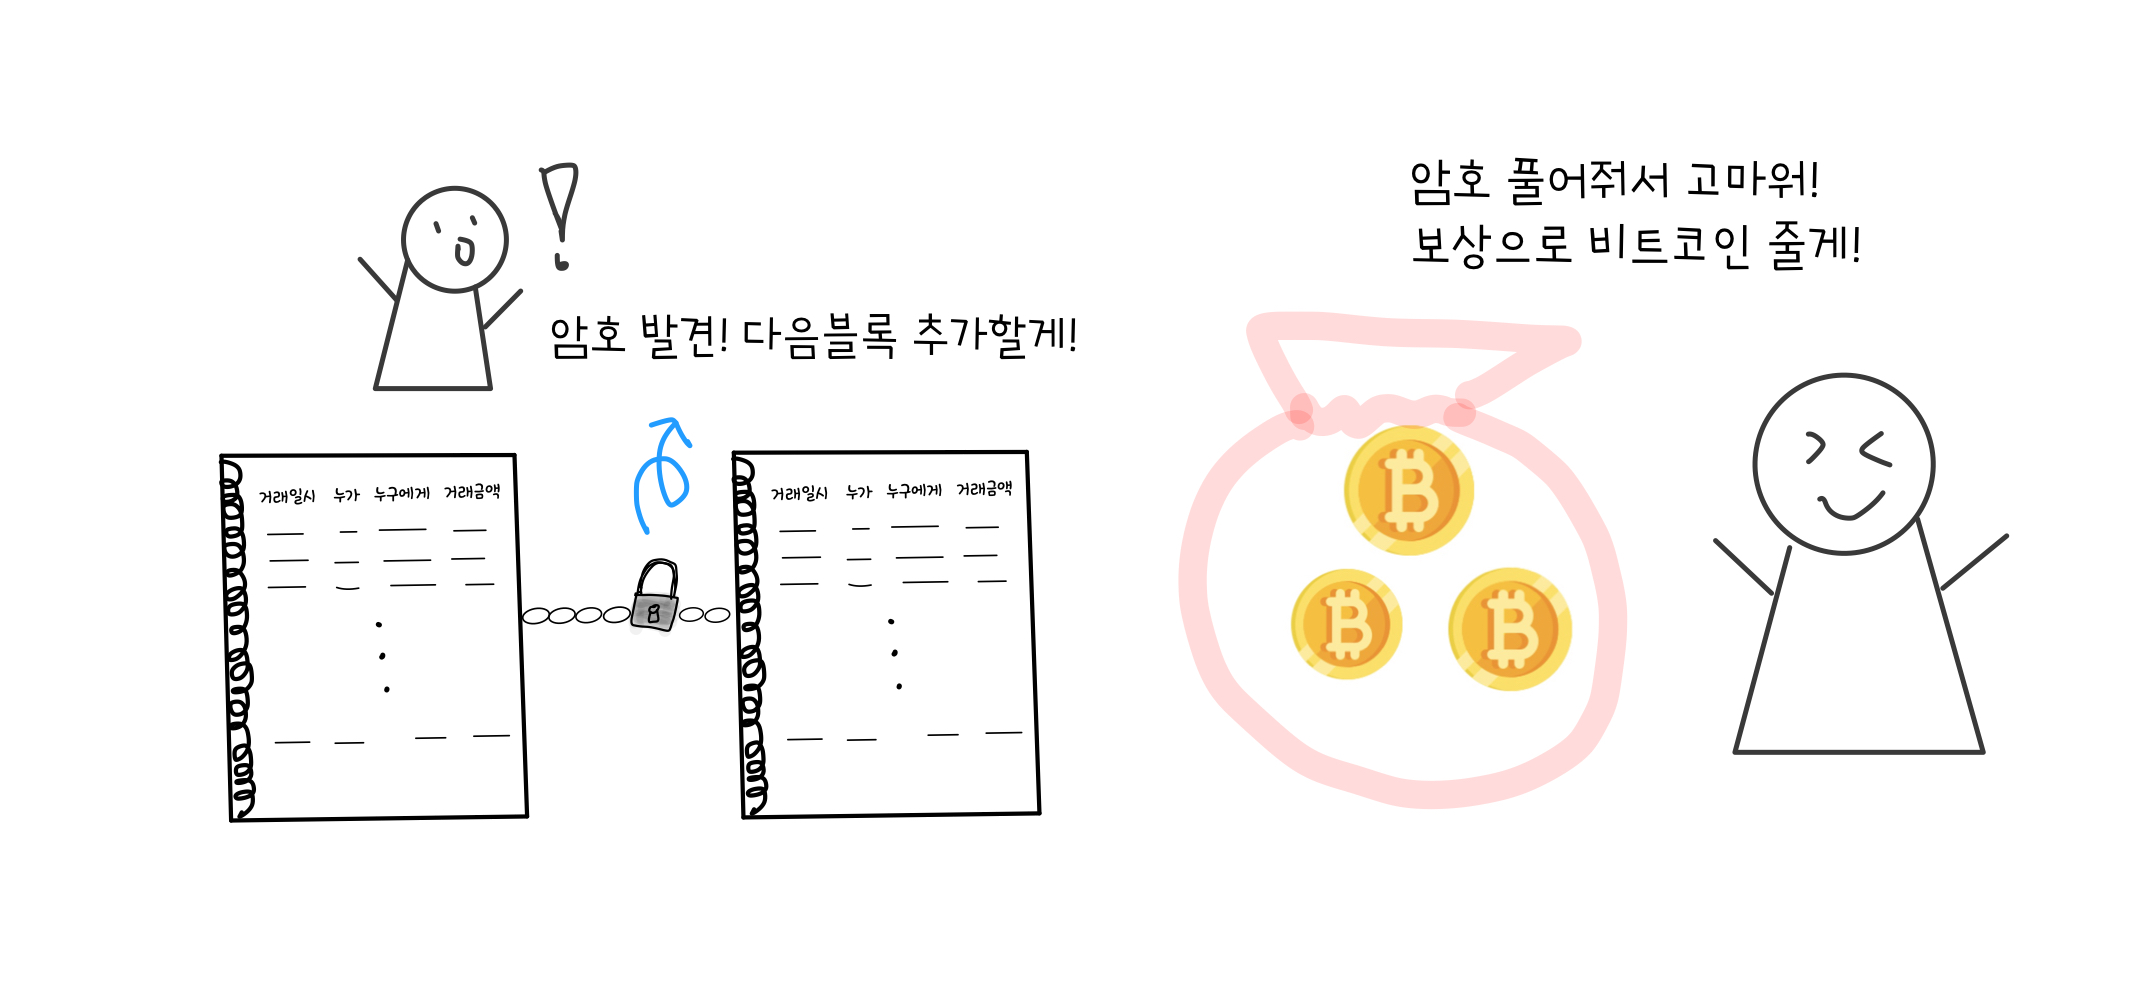 암호 발견! 다음블록 추가할게!
거래일시 누가 누구에게 거래금액
거래일시 누가 누구에게 거래금액
암호 풀어줘서 고마워!
보상으로 비트코인 줄게!